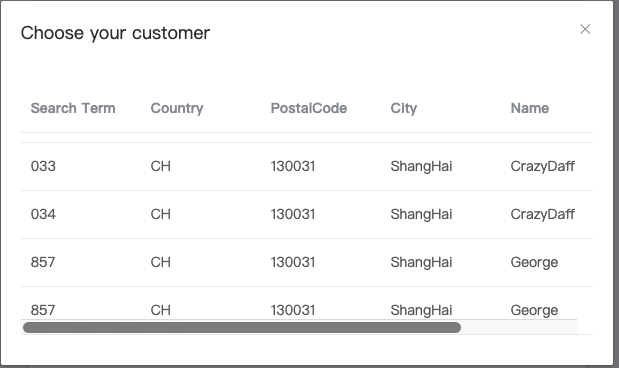 Choose your customer
Search Term Country PostalCode City Name
033 CH 130031 ShangHai CrazyDaff
034 CH 130031 ShangHai CrazyDaff
857 CH 130031 ShangHai George
857 CH 130031 ShangHai George